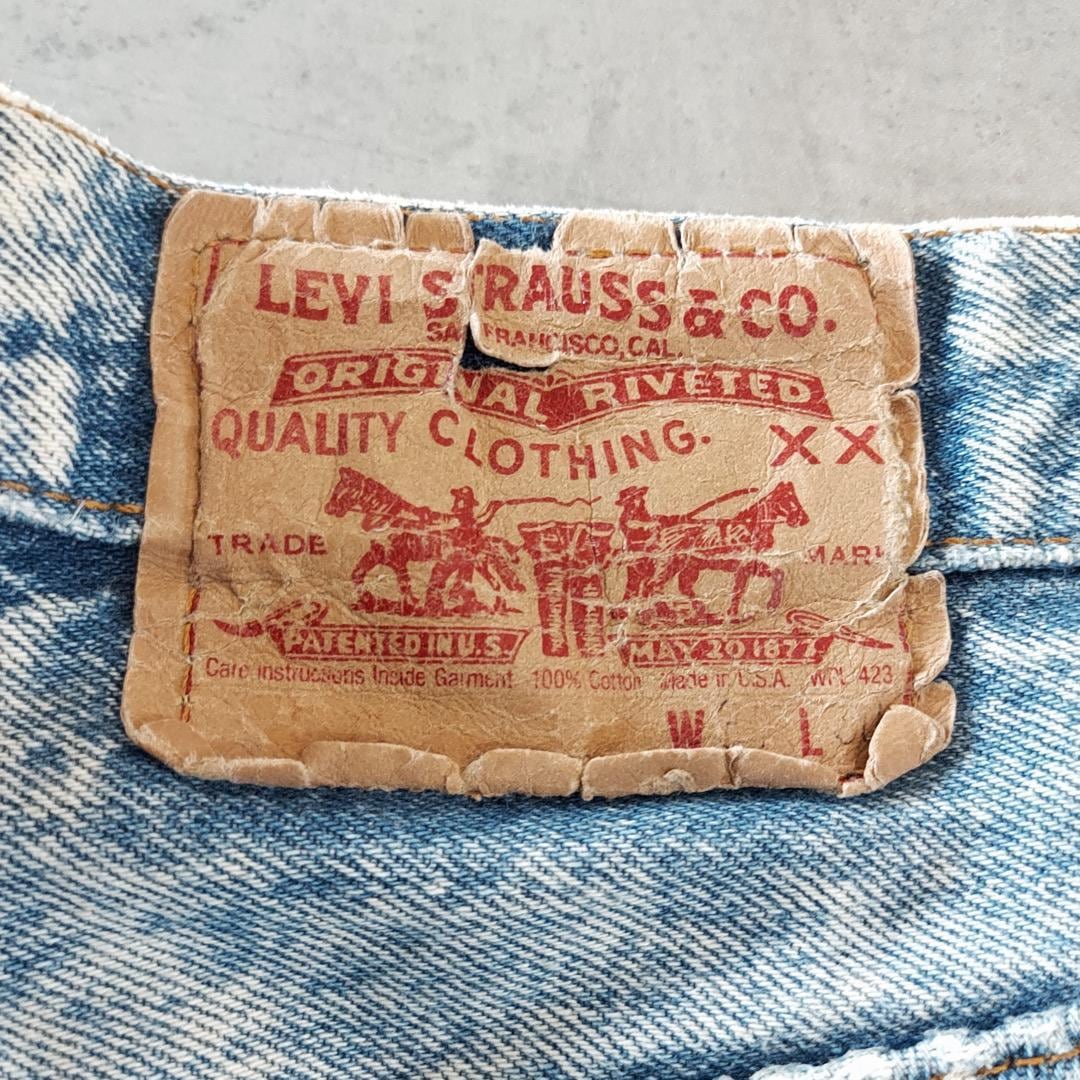 LEVI STRAUSS & CO.
SAN FRANCISCO, CAL.
ORIGINAL RIVETED
QUALITY CLOTHING. XX
TRADE MARK
PATENTED IN U.S. MAY 20 1877
Care Instructions Inside Garment 100% Cotton Made in U.S.A. WPL 423
W L